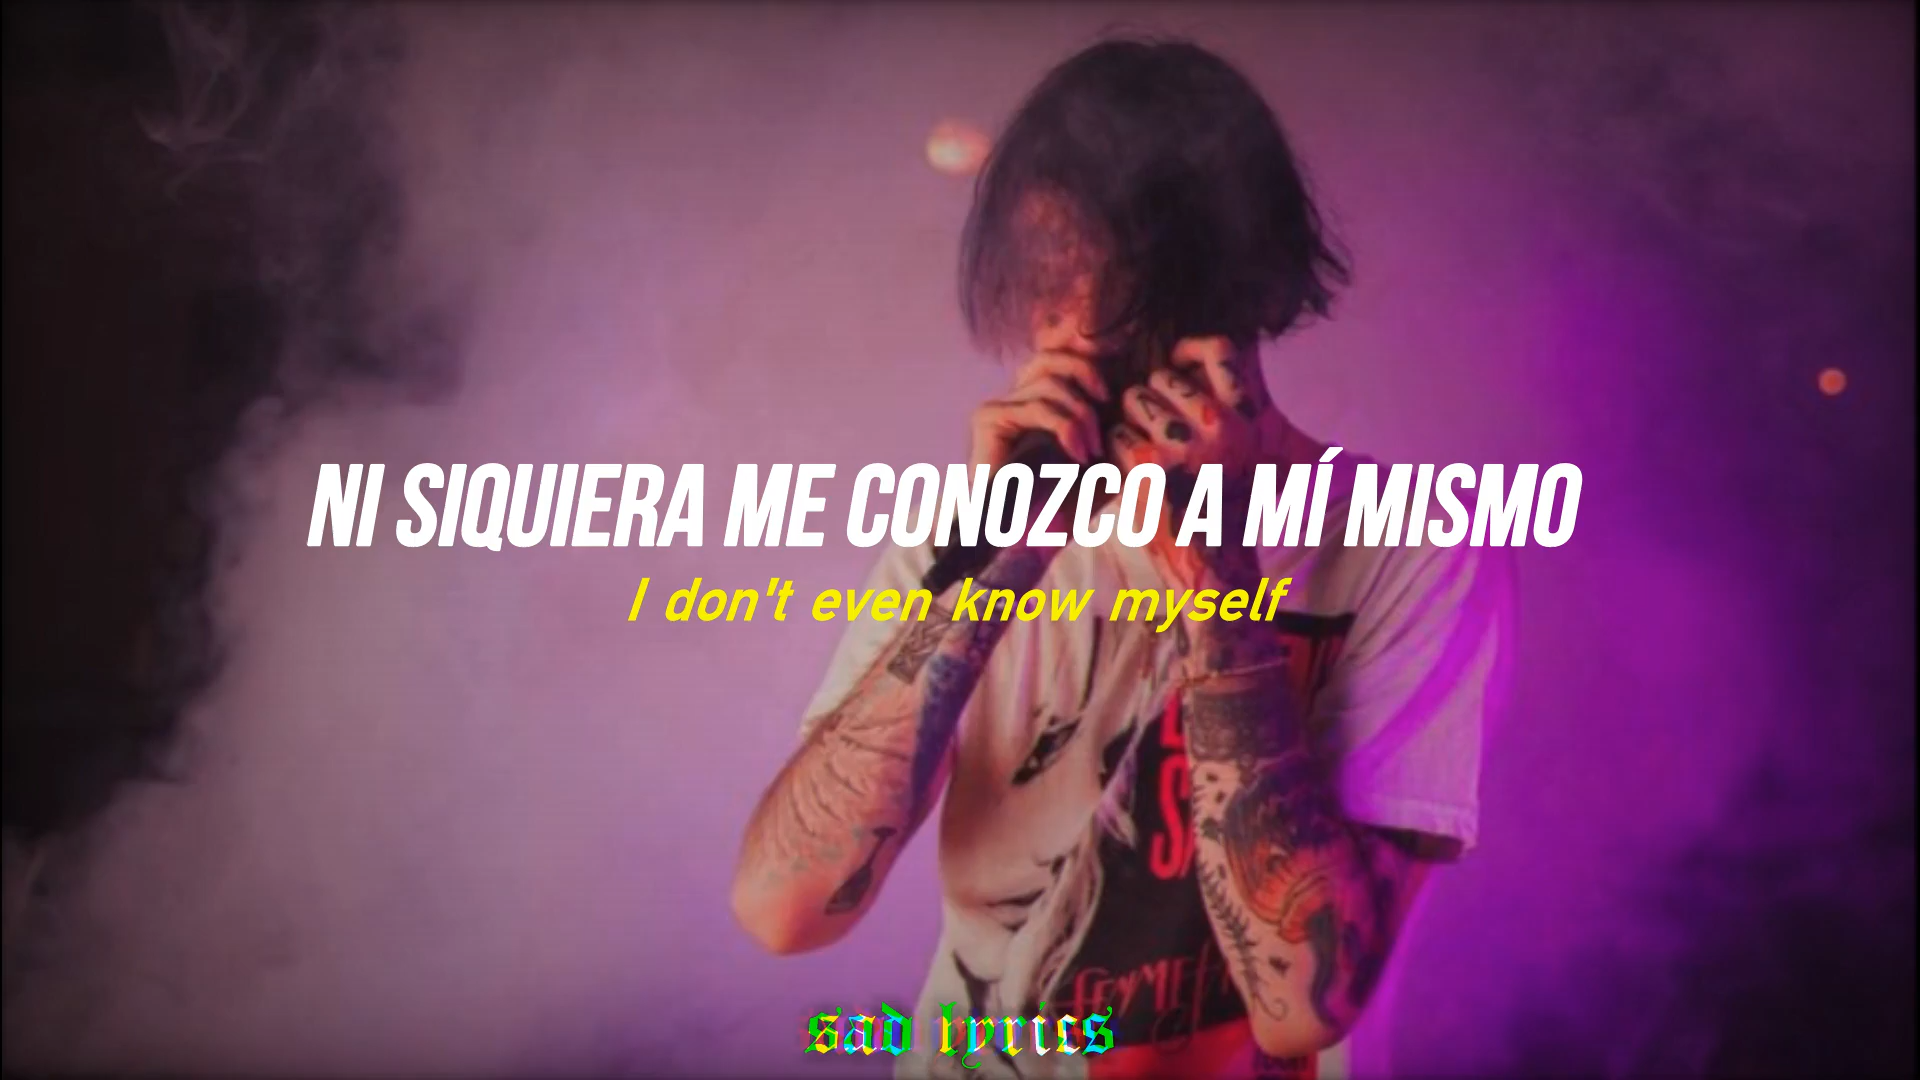 NI SIQUIERA ME CONOZCO A MÍ MISMO
I don't even know myself
sad lyrics